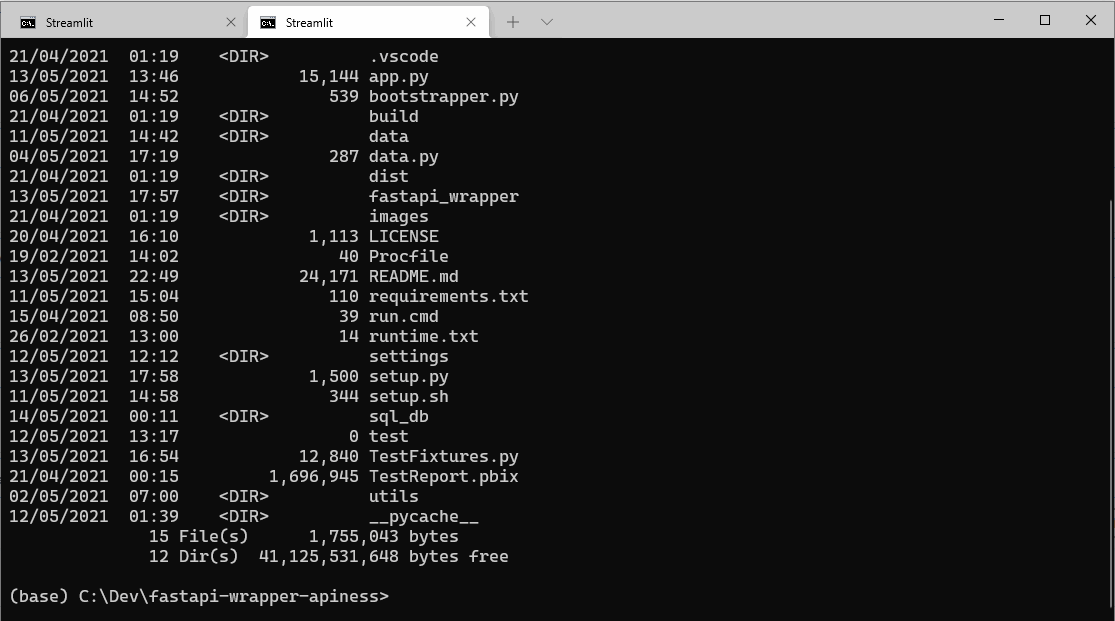 Streamlit Streamlit
21/04/2021  01:19    <DIR>          .vscode
13/05/2021  13:46            15,144 app.py
06/05/2021  14:52               539 bootstrapper.py
21/04/2021  01:19    <DIR>          build
11/05/2021  14:42    <DIR>          data
04/05/2021  17:19               287 data.py
21/04/2021  01:19    <DIR>          dist
13/05/2021  17:57    <DIR>          fastapi_wrapper
21/04/2021  01:19    <DIR>          images
20/04/2021  16:10             1,113 LICENSE
19/02/2021  14:02                40 Procfile
13/05/2021  22:49            24,171 README.md
11/05/2021  15:04               110 requirements.txt
15/04/2021  08:50                39 run.cmd
26/02/2021  13:00                14 runtime.txt
12/05/2021  12:12    <DIR>          settings
13/05/2021  17:58             1,500 setup.py
11/05/2021  14:58               344 setup.sh
14/05/2021  00:11    <DIR>          sql_db
12/05/2021  13:17                 0 test
13/05/2021  16:54            12,840 TestFixtures.py
21/04/2021  00:15         1,696,945 TestReport.pbix
02/05/2021  07:00    <DIR>          utils
12/05/2021  01:39    <DIR>          __pycache__
              15 File(s)      1,755,043 bytes
              12 Dir(s)  41,125,531,648 bytes free
(base) C:\Dev\fastapi-wrapper-apiness>